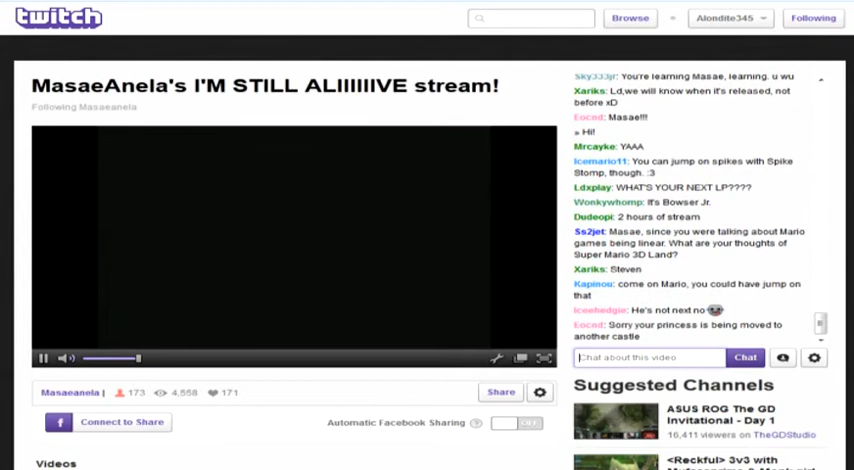 twitch
Browse
Alondite345
Following
MasaeAnela's I'M STILL ALIIIIIIVE stream!
Following Masaeanela
Sky333jr: You're learning Masae, learning. u wu
Xariks: Ld,we will know when it's released, not
before xD
Eocnd: Masae!!!
» Hi!
Mrcayke: YAAA
Icemario11: You can jump on spikes with Spike
Stomp, though. :3
Ldxplay: WHAT'S YOUR NEXT LP????
Wonkywhomp: It's Bowser Jr.
Dudeopi: 2 hours of stream
Ss2jet: Masae, since you were talking about Mario
games being linear. What are your thoughts of
Super Mario 3D Land?
Xariks: Steven
Kapinou: come on Mario, you could have jump on
that
Iceehedgie: He's not next no
Eocnd: Sorry your princess is being moved to
another castle
Chat about this video
Chat
Masaeanela | 173 4,558 171
Share
f Connect to Share
Automatic Facebook Sharing ? OFF
Suggested Channels
ASUS ROG The GD
Invitational - Day 1
16,411 viewers on TheGDStudio
Videos
<Reckful> 3v3 with